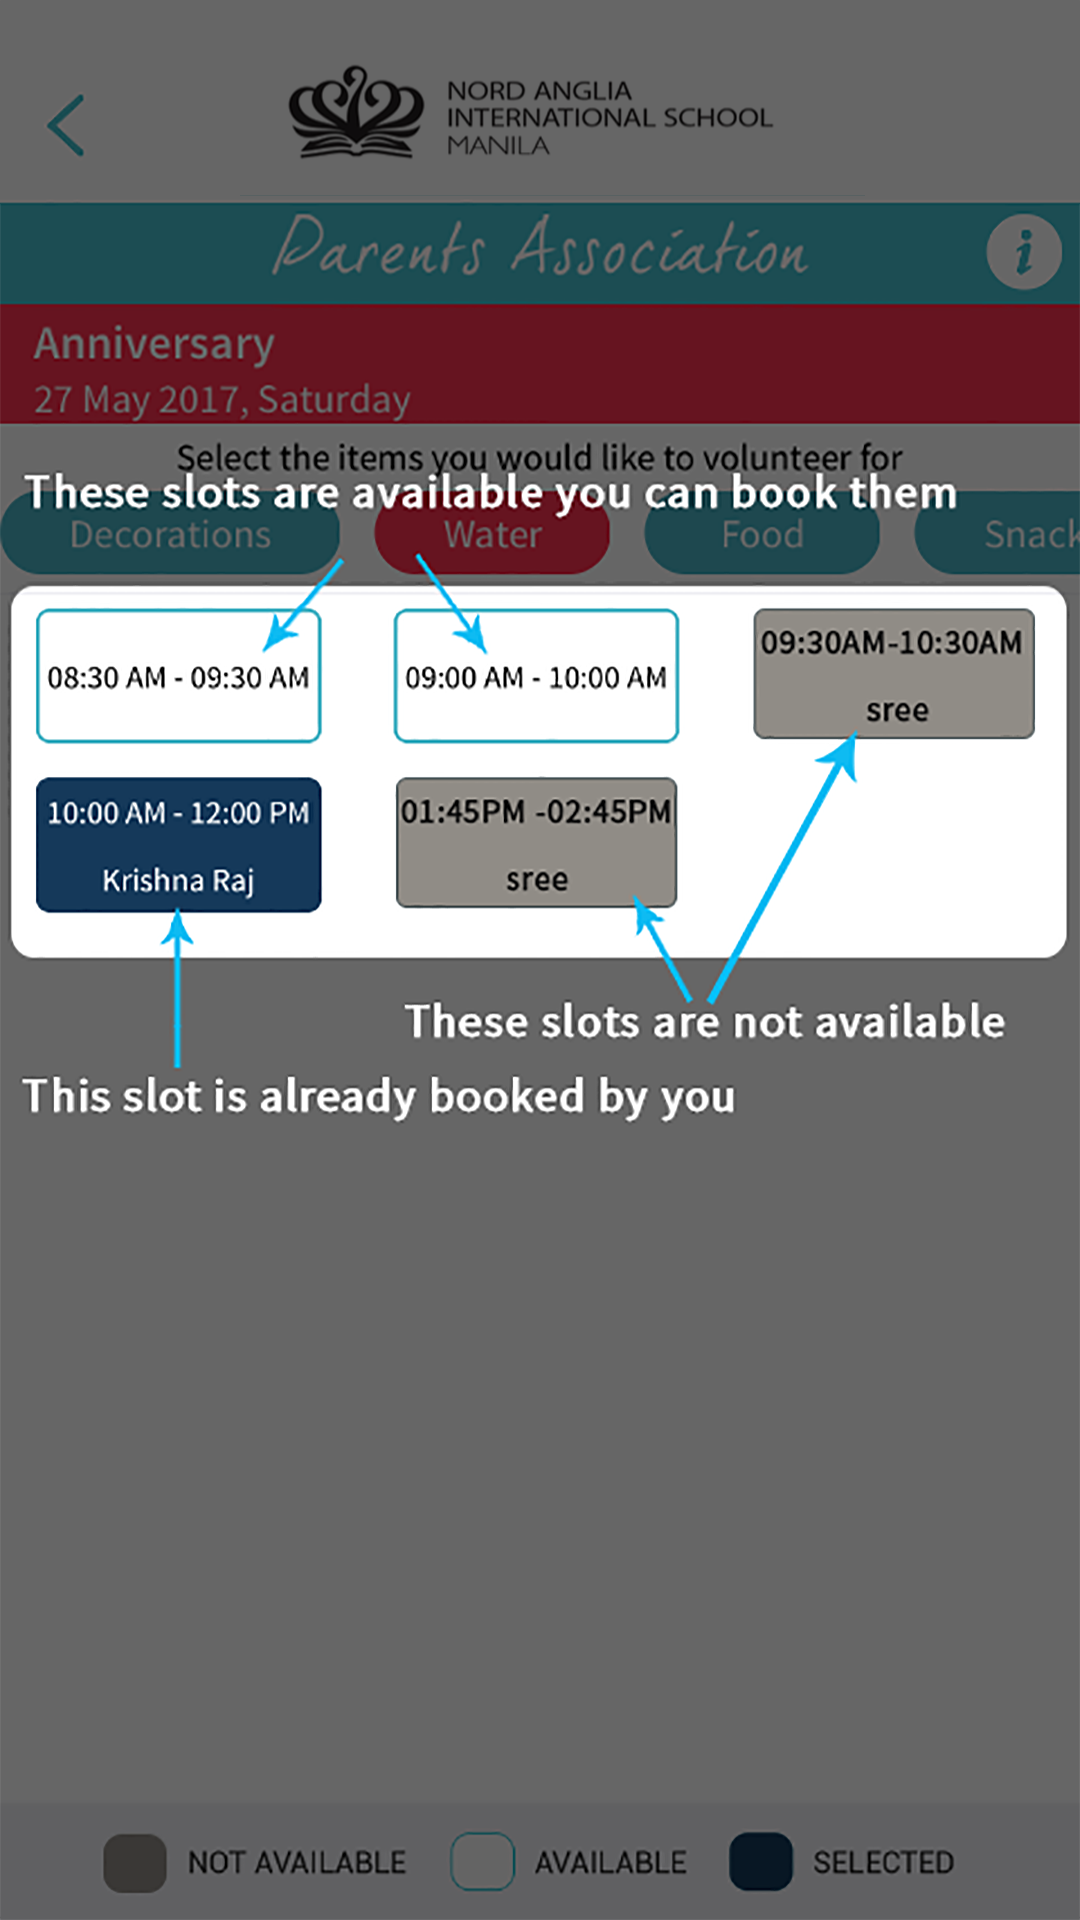 NORD ANGLIA
INTERNATIONAL SCHOOL
MANILA
Parents Association
i
Anniversary
27 May 2017, Saturday
Select the items you would like to volunteer for
These slots are available you can book them
Decorations Water Food Snack
08:30 AM - 09:30 AM
09:00 AM - 10:00 AM
09:30AM-10:30AM
sree
10:00 AM - 12:00 PM
Krishna Raj
01:45PM -02:45PM
sree
These slots are not available
This slot is already booked by you
NOT AVAILABLE AVAILABLE SELECTED